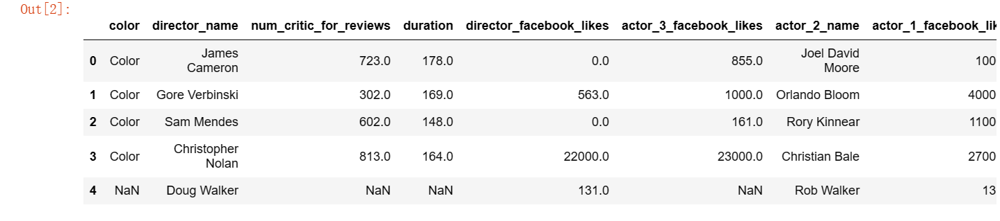 Out[2]:
color director_name num_critic_for_reviews duration director_facebook_likes actor_3_facebook_likes actor_2_name actor_1_facebook_lik
0 Color James Cameron 723.0 178.0 0.0 855.0 Joel David Moore 100
1 Color Gore Verbinski 302.0 169.0 563.0 1000.0 Orlando Bloom 4000
2 Color Sam Mendes 602.0 148.0 0.0 161.0 Rory Kinnear 1100
3 Color Christopher Nolan 813.0 164.0 22000.0 23000.0 Christian Bale 2700
4 NaN Doug Walker NaN NaN 131.0 NaN Rob Walker 13